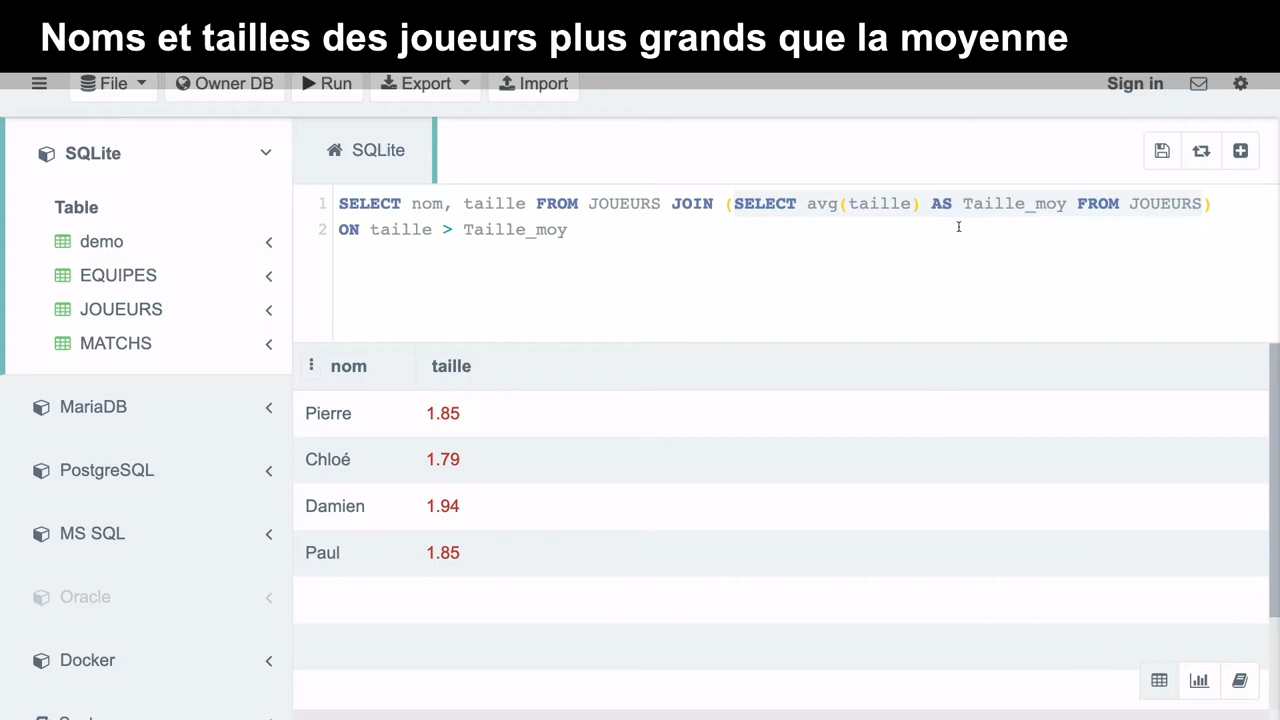 Noms et tailles des joueurs plus grands que la moyenne
File Owner DB Run Export Import Sign in
SQLite
SQLite
Table
demo
EQUIPES
JOUEURS
MATCHS
MariaDB
PostgreSQL
MS SQL
Oracle
Docker
1 SELECT nom, taille FROM JOUEURS JOIN (SELECT avg(taille) AS Taille_moy FROM JOUEURS)
2 ON taille > Taille_moy
nom taille
Pierre 1.85
Chloé 1.79
Damien 1.94
Paul 1.85